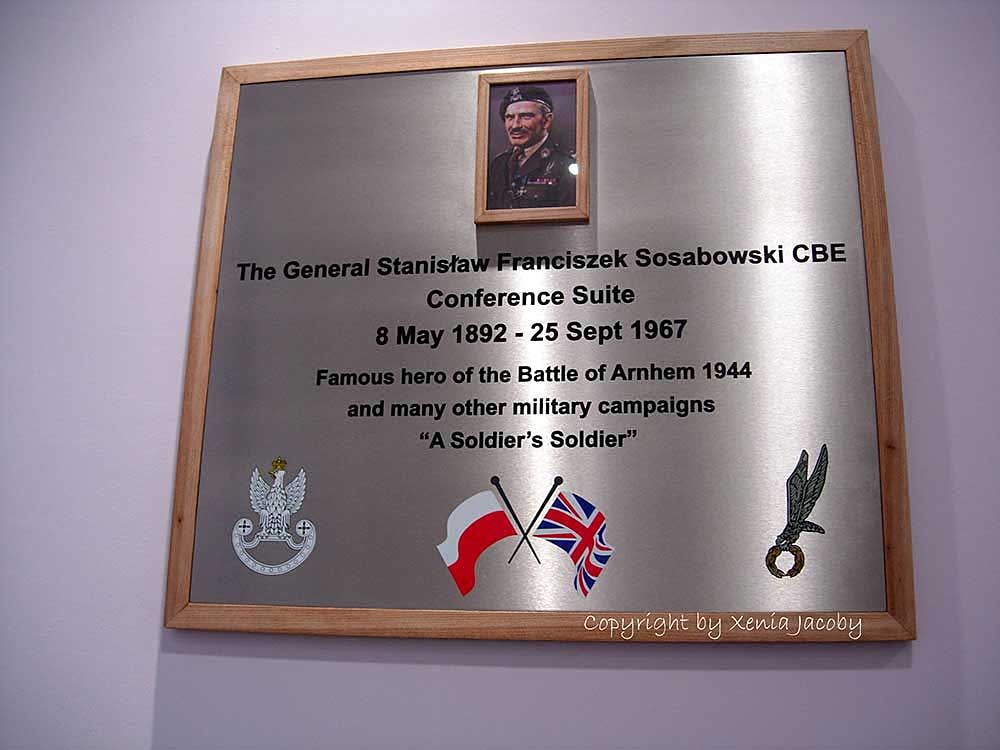 The General Stanisław Franciszek Sosabowski CBE
Conference Suite
8 May 1892 - 25 Sept 1967
Famous hero of the Battle of Arnhem 1944
and many other military campaigns
“A Soldier’s Soldier”
Copyright by Xenia Jacoby